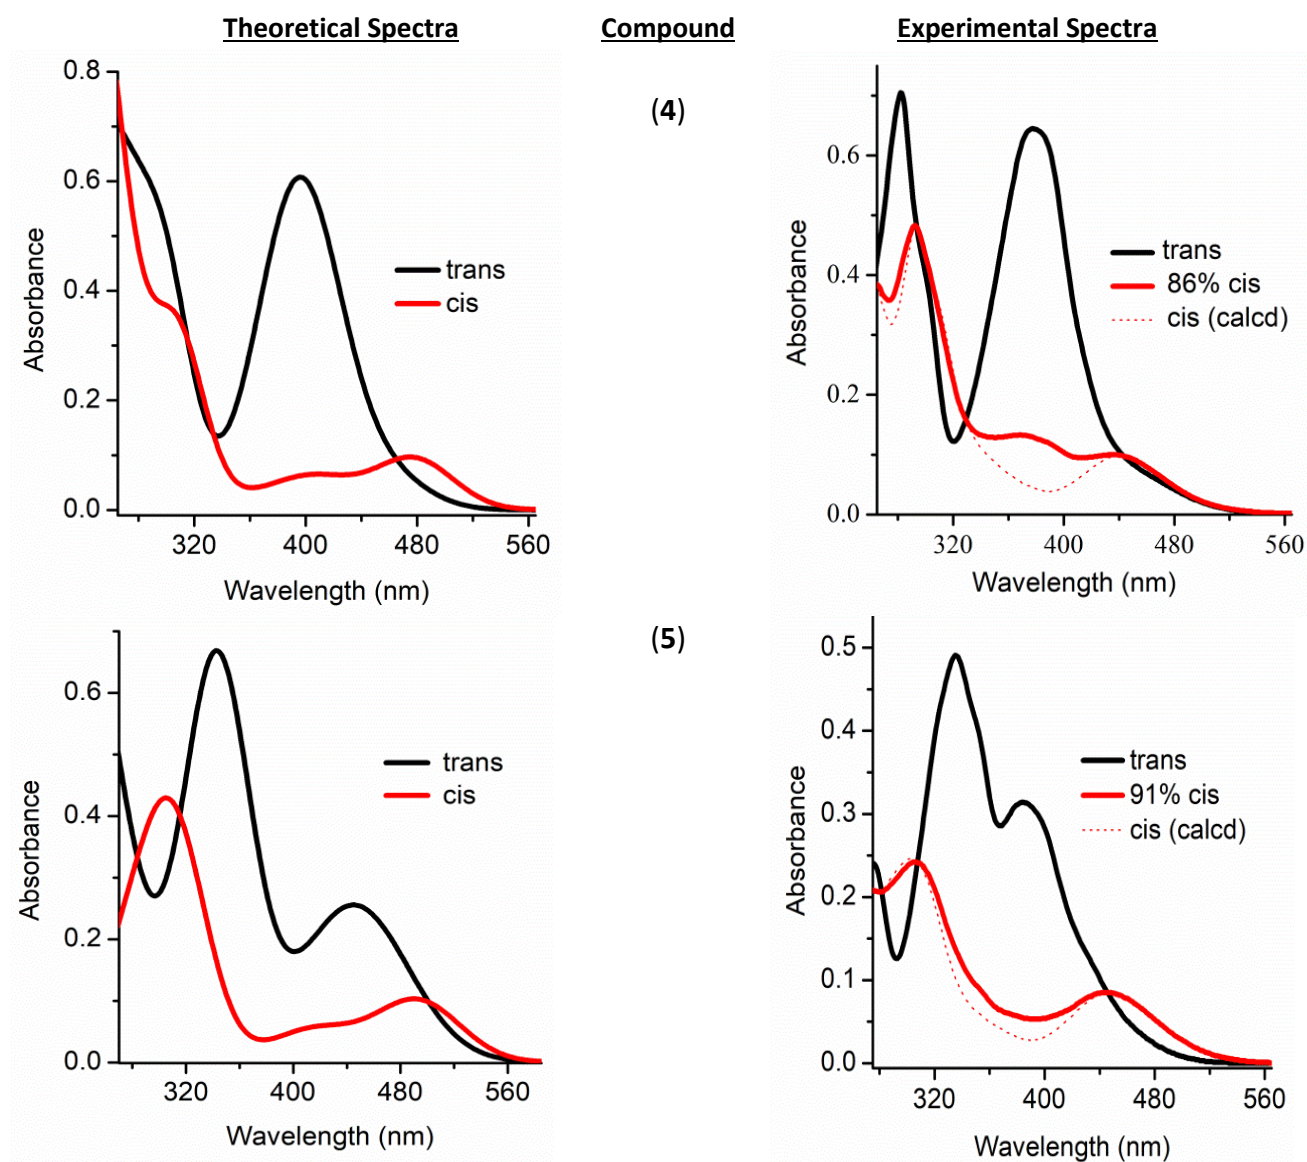 Theoretical Spectra Compound Experimental Spectra
(4)
0.8
0.6
0.4
0.2
0.0
Absorbance
trans
cis
320 400 480 560
Wavelength (nm)
0.6
0.4
0.2
0.0
Absorbance
trans
86% cis
cis (calcd)
320 400 480 560
Wavelength (nm)
(5)
0.6
0.4
0.2
0.0
Absorbance
trans
cis
320 400 480 560
Wavelength (nm)
0.5
0.4
0.3
0.2
0.1
0.0
Absorbance
trans
91% cis
cis (calcd)
320 400 480 560
Wavelength (nm)